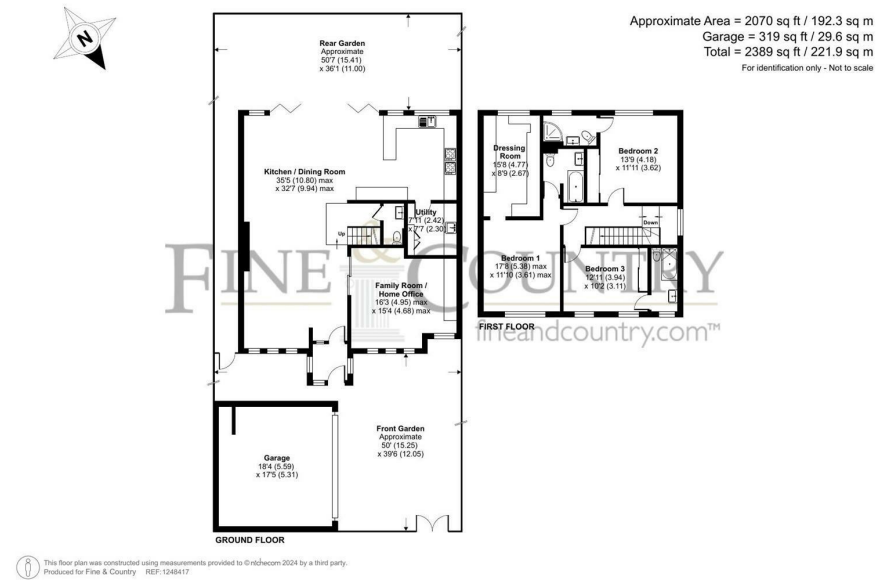 Approximate Area = 2070 sq ft / 192.3 sq m
Garage = 319 sq ft / 29.6 sq m
Total = 2389 sq ft / 221.9 sq m
For identification only - Not to scale
N
Rear Garden
Approximate
50'7 (15.41)
x 36'1 (11.00)
Kitchen / Dining Room
35'5 (10.80) max
x 32'7 (9.94) max
Utility
7'11 (2.42)
x 7'7 (2.30)
Up
Family Room /
Home Office
16'3 (4.95) max
x 15'4 (4.68) max
Dressing
Room
15'8 (4.77)
x 8'9 (2.67)
Bedroom 2
13'9 (4.18)
x 11'11 (3.62)
Down
Bedroom 1
17'8 (5.38) max
x 11'10 (3.61) max
Bedroom 3
12'11 (3.94)
x 10'2 (3.11)
FIRST FLOOR
FINE & COUNTRY
fineandcountry.com™
Front Garden
Approximate
50' (15.25)
x 39'6 (12.05)
Garage
18'4 (5.59)
x 17'5 (5.31)
GROUND FLOOR
This floor plan was constructed using measurements provided to © ntchecom 2024 by a third party.
Produced for Fine & Country REF: 1248417